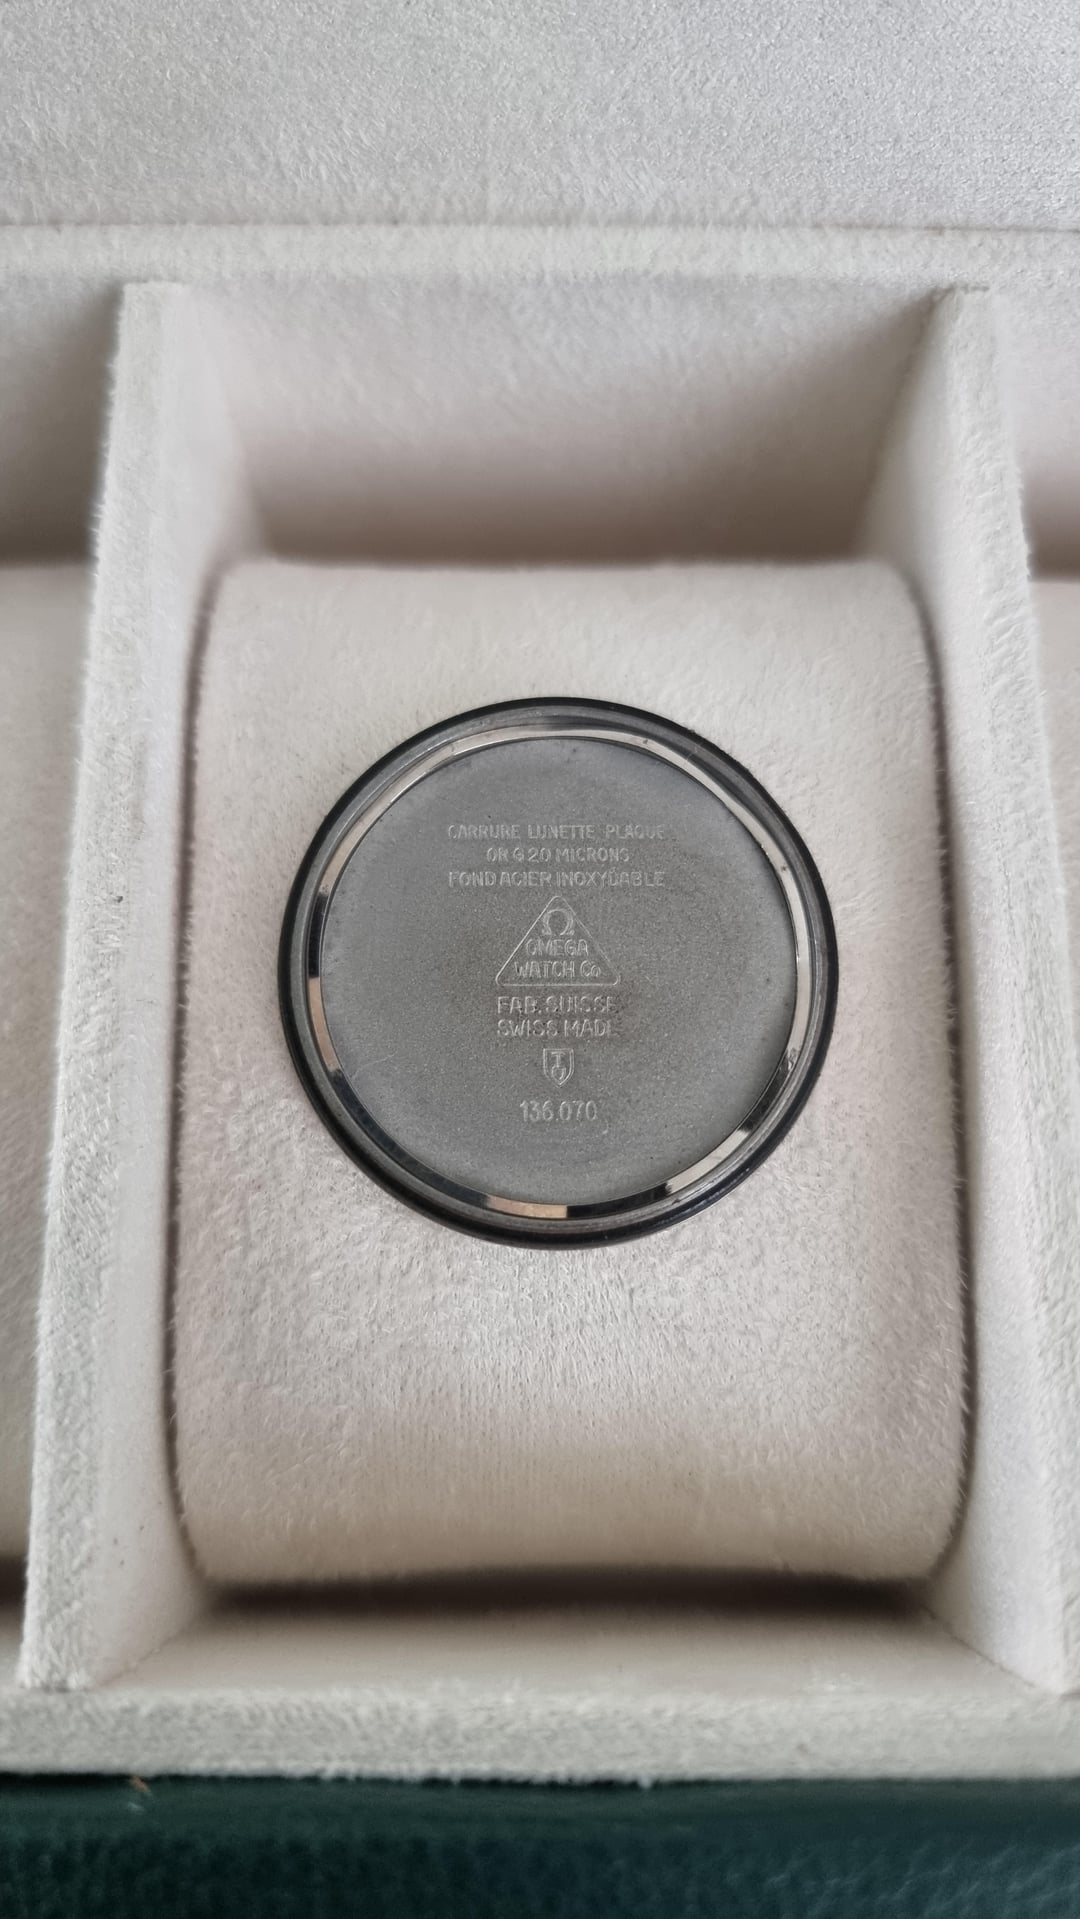 CARRURE LUNETTE PLAQUE
OR G 20 MICRONS
FOND ACIER INOXYDABLE
Ω
OMEGA
WATCH Co
FAB. SUISSE
SWISS MADE
136.070